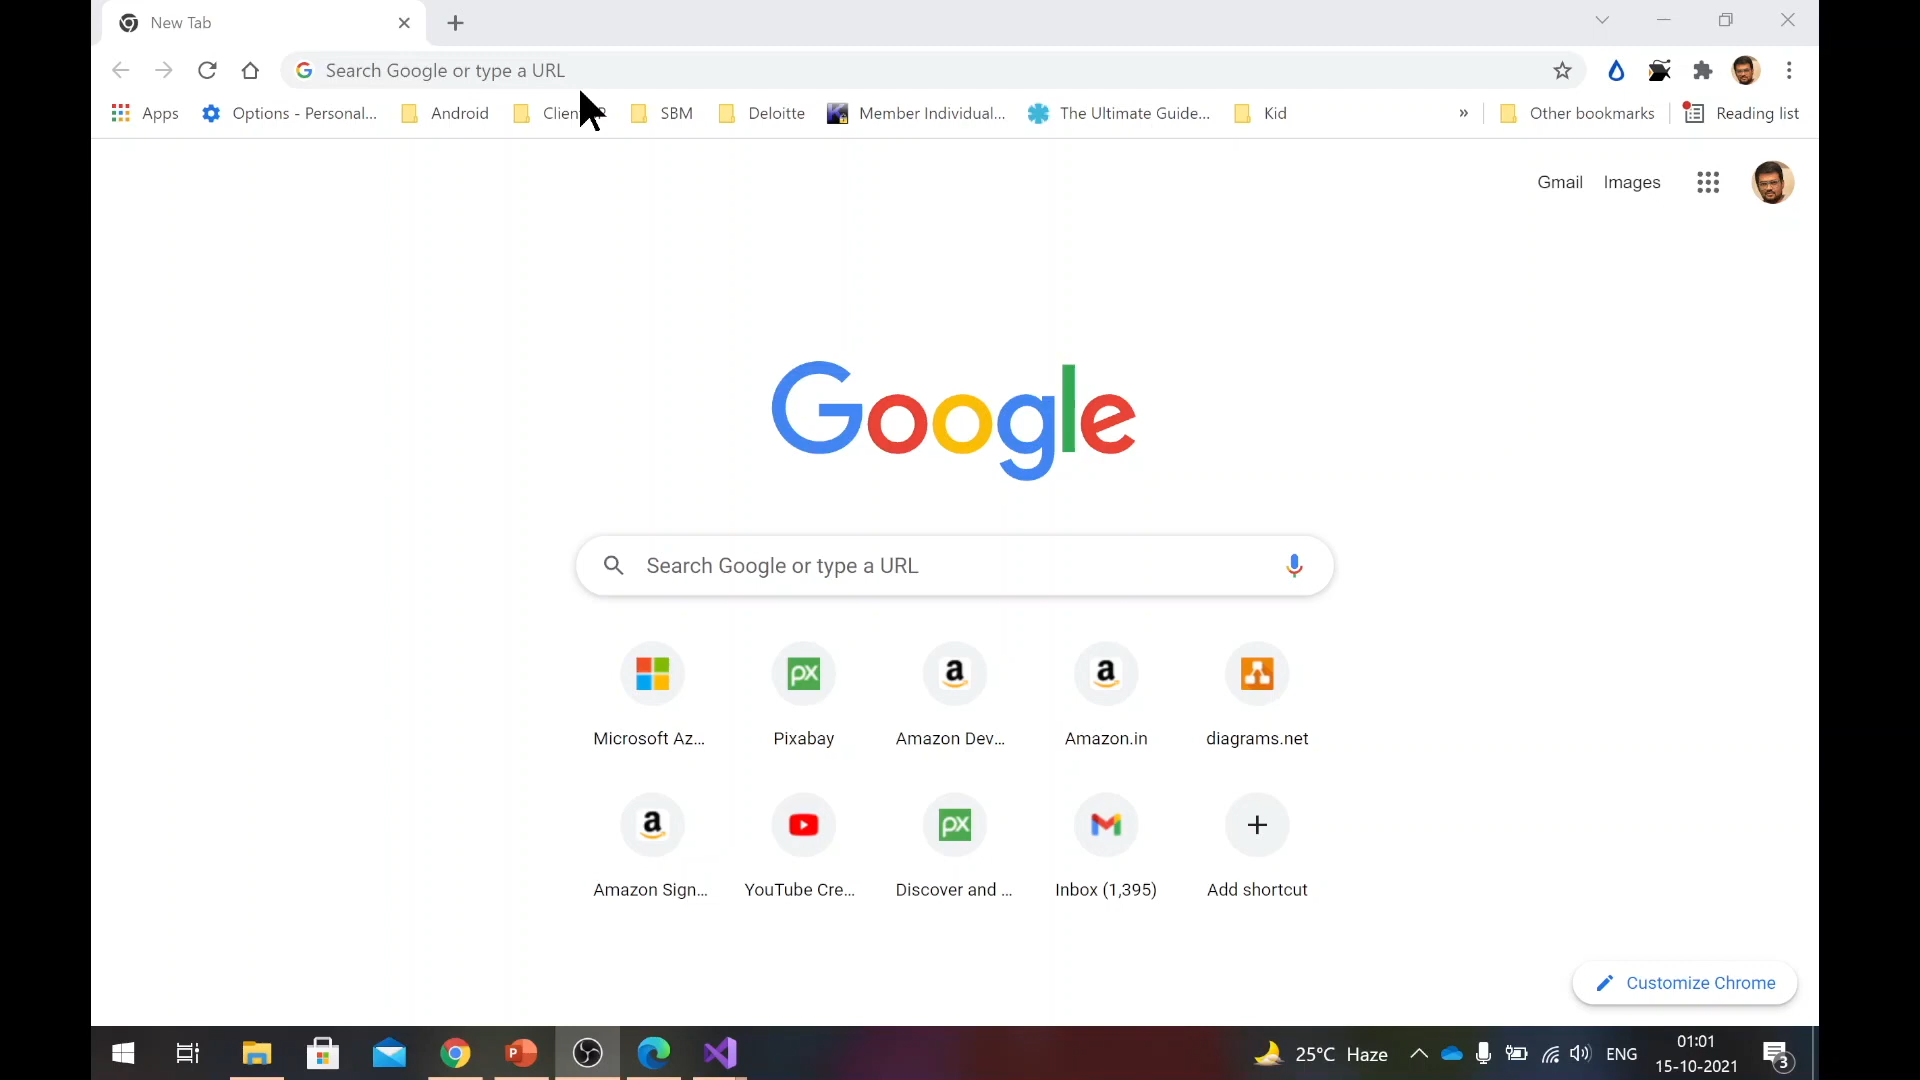 New Tab
Search Google or type a URL
Apps Options - Personal... Android SBM Deloitte Member Individual... The Ultimate Guide... Kid » Other bookmarks Reading list
Gmail Images
Google
Search Google or type a URL
Microsoft Az... Pixabay Amazon Dev... Amazon.in diagrams.net
Amazon Sign... YouTube Cre... Discover and ... Inbox (1,395) Add shortcut
Customize Chrome
25°C Haze ENG 01:01
15-10-2021 3